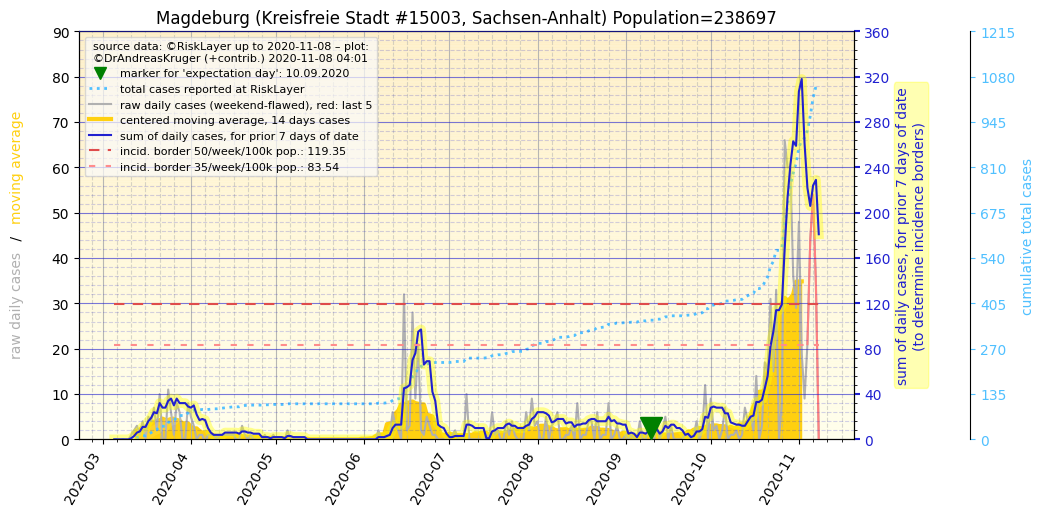 Magdeburg (Kreisfreie Stadt #15003, Sachsen-Anhalt) Population=238697
source data: ©RiskLayer up to 2020-11-08 – plot:
©DrAndreasKruger (+contrib.) 2020-11-08 04:01
marker for 'expectation day': 10.09.2020
total cases reported at RiskLayer
raw daily cases (weekend-flawed), red: last 5
centered moving average, 14 days cases
sum of daily cases, for prior 7 days of date
incid. border 50/week/100k pop.: 119.35
incid. border 35/week/100k pop.: 83.54
raw daily cases / moving average
90
80
70
60
50
40
30
20
10
0
2020-03
2020-04
2020-05
2020-06
2020-07
2020-08
2020-09
2020-10
2020-11
360
320
280
240
200
160
120
80
40
0
sum of daily cases, for prior 7 days of date
(to determine incidence borders)
1215
1080
945
810
675
540
405
270
135
0
cumulative total cases